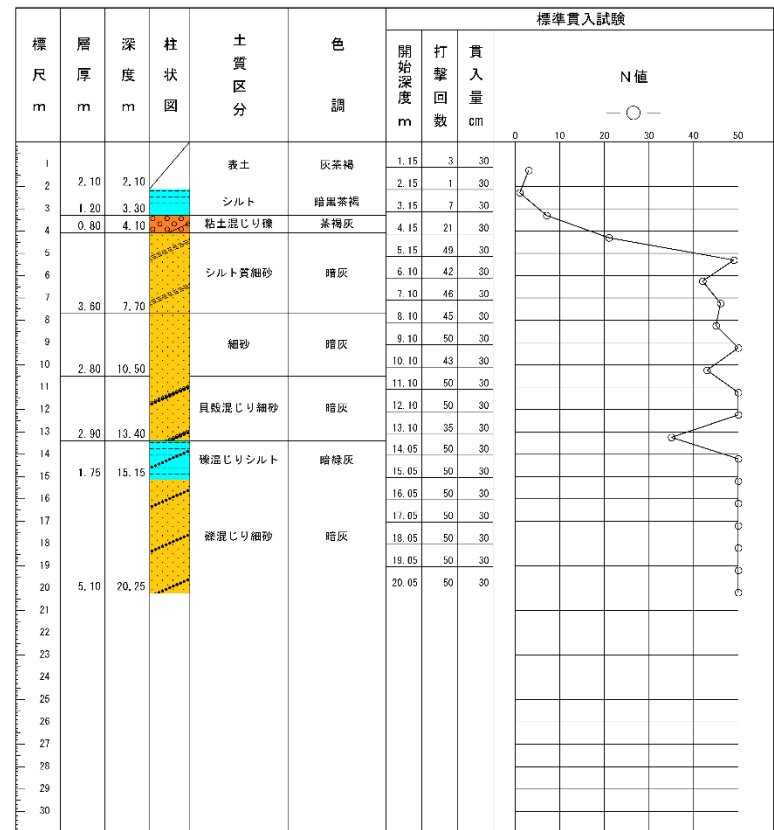 標準貫入試験
標尺 m
層厚 m
深度 m
柱状図
土質区分
色調
開始深度 m
打撃回数
貫入量 cm
N値
0 10 20 30 40 50
1 表土 灰茶褐 1.15 3 30
2 2.10 2.10 2.15 1 30
3 1.20 3.30 シルト 暗黒茶褐 3.15 7 30
4 0.80 4.10 粘土混じり礫 茶褐灰 4.15 21 30
5 5.15 49 30
6 シルト質細砂 暗灰 6.10 42 30
7 3.60 7.70 7.10 46 30
8 8.10 45 30
9 細砂 暗灰 9.10 50 30
10 2.80 10.50 10.10 43 30
11 11.10 50 30
12 貝殻混じり細砂 暗灰 12.10 50 30
13 2.90 13.40 13.10 35 30
14 礫混じりシルト 暗緑灰 14.05 50 30
15 1.75 15.15 15.05 50 30
16 16.05 50 30
17 17.05 50 30
18 礫混じり細砂 暗灰 18.05 50 30
19 19.05 50 30
20 5.10 20.25 20.05 50 30
21
22
23
24
25
26
27
28
29
30